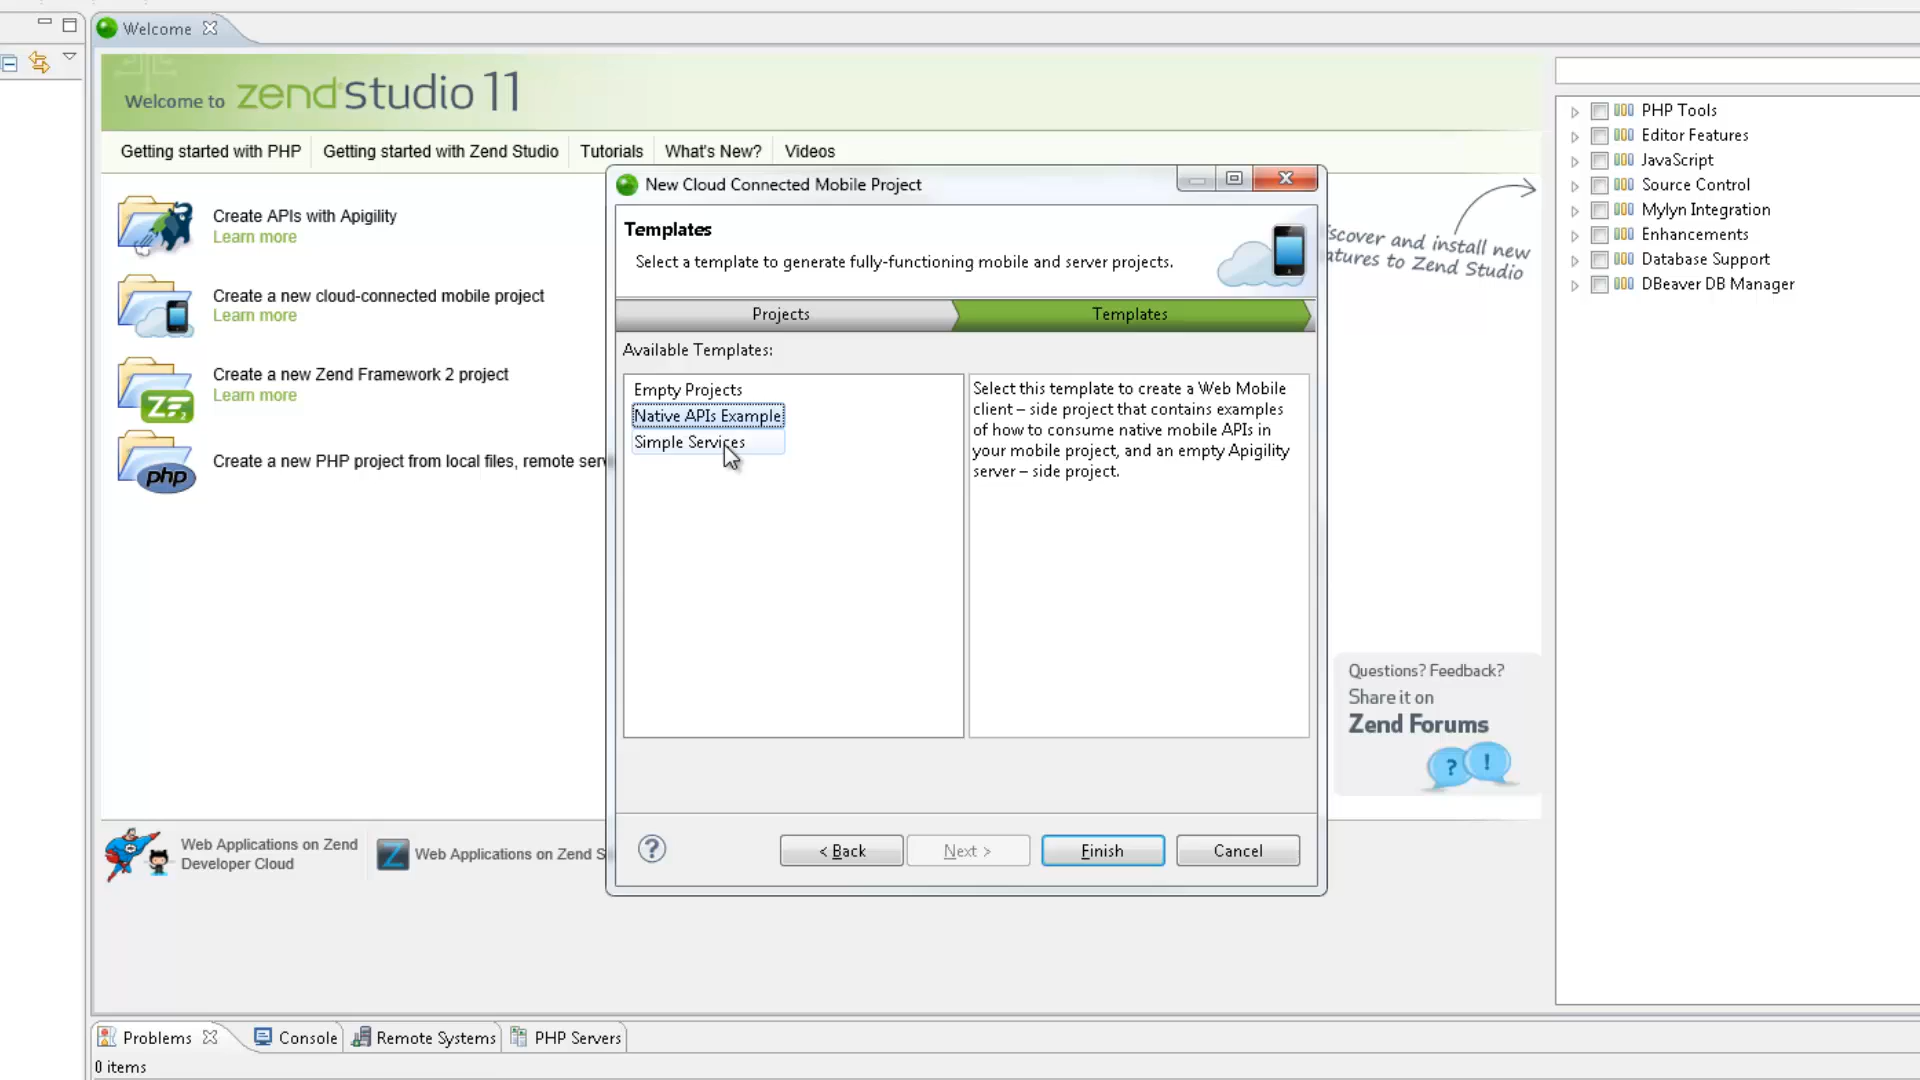 Welcome
Welcome to zend studio 11
Getting started with PHP
Getting started with Zend Studio
Tutorials
What's New?
Videos
Create APIs with Apigility
Learn more
Create a new cloud-connected mobile project
Learn more
Create a new Zend Framework 2 project
Learn more
Create a new PHP project from local files, remote serv
ZF2
php
New Cloud Connected Mobile Project
Templates
Select a template to generate fully-functioning mobile and server projects.
Projects
Templates
Available Templates:
Empty Projects
Native APIs Example
Simple Services
Select this template to create a Web Mobile
client – side project that contains examples
of how to consume native mobile APIs in
your mobile project, and an empty Apigility
server – side project.
?
< Back
Next >
Finish
Cancel
iscover and install new
atures to Zend Studio
Questions? Feedback?
Share it on
Zend Forums
? !
PHP Tools
Editor Features
JavaScript
Source Control
Mylyn Integration
Enhancements
Database Support
DBeaver DB Manager
Web Applications on Zend
Developer Cloud
Z
Web Applications on Zend S
Problems
Console
Remote Systems
PHP Servers
0 items